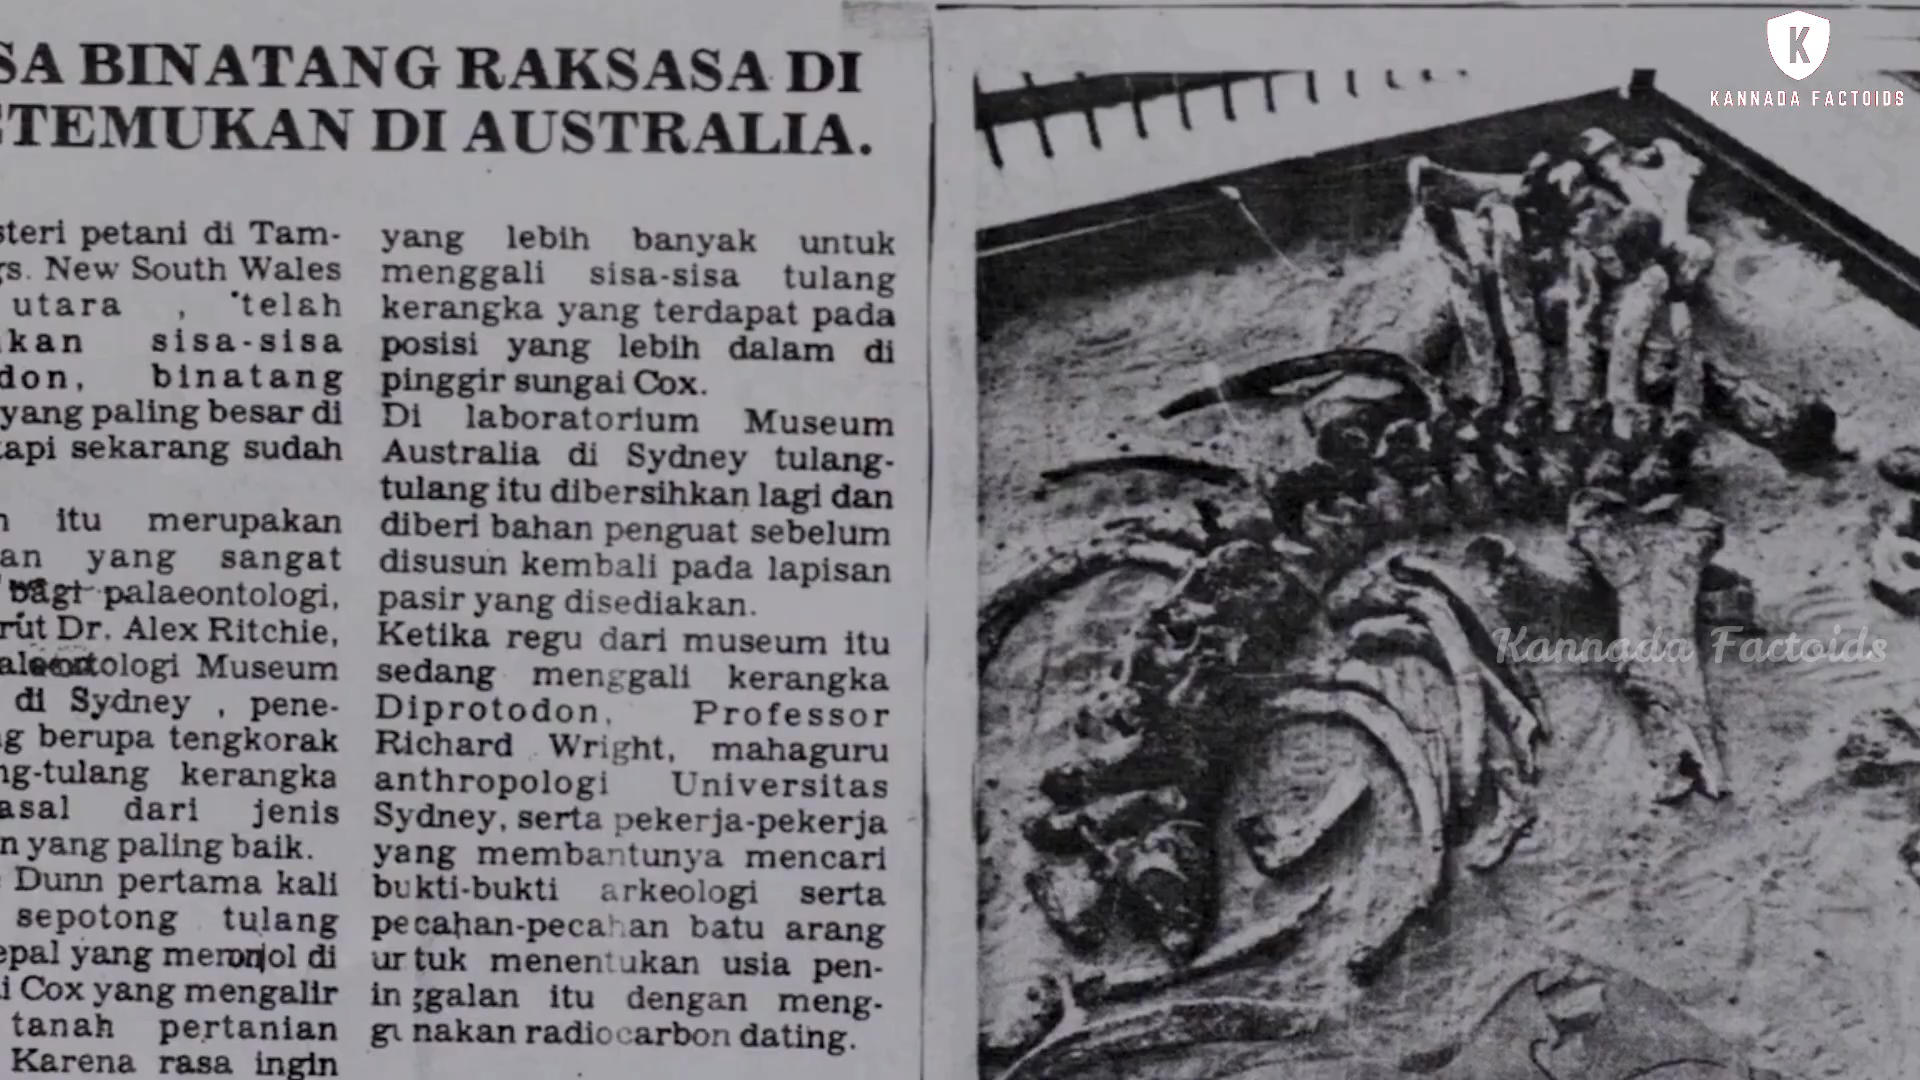 SA BINATANG RAKSASA DI
TEMUKAN DI AUSTRALIA.
steri petani di Tam-
gs. New South Wales
utara , telah
kan sisa-sisa
don, binatang
yang paling besar di
tapi sekarang sudah
n itu merupakan
an yang sangat
bagi palaeontologi,
rut Dr. Alex Ritchie,
alaeontologi Museum
di Sydney , pene-
g berupa tengkorak
ng-tulang kerangka
asal dari jenis
n yang paling baik.
Dunn pertama kali
sepotong tulang
epal yang menonjol di
i Cox yang mengalir
tanah pertanian
Karena rasa ingin
yang lebih banyak untuk
menggali sisa-sisa tulang
kerangka yang terdapat pada
posisi yang lebih dalam di
pinggir sungai Cox.
Di laboratorium Museum
Australia di Sydney tulang-
tulang itu dibersihkan lagi dan
diberi bahan penguat sebelum
disusun kembali pada lapisan
pasir yang disediakan.
Ketika regu dari museum itu
sedang menggali kerangka
Diprotodon, Professor
Richard Wright, mahaguru
anthropologi Universitas
Sydney, serta pekerja-pekerja
yang membantunya mencari
bukti-bukti arkeologi serta
pecahan-pecahan batu arang
urtuk menentukan usia pen-
inggalan itu dengan meng-
gunakan radiocarbon dating.
K
KANNADA FACTOIDS
Kannada Factoids